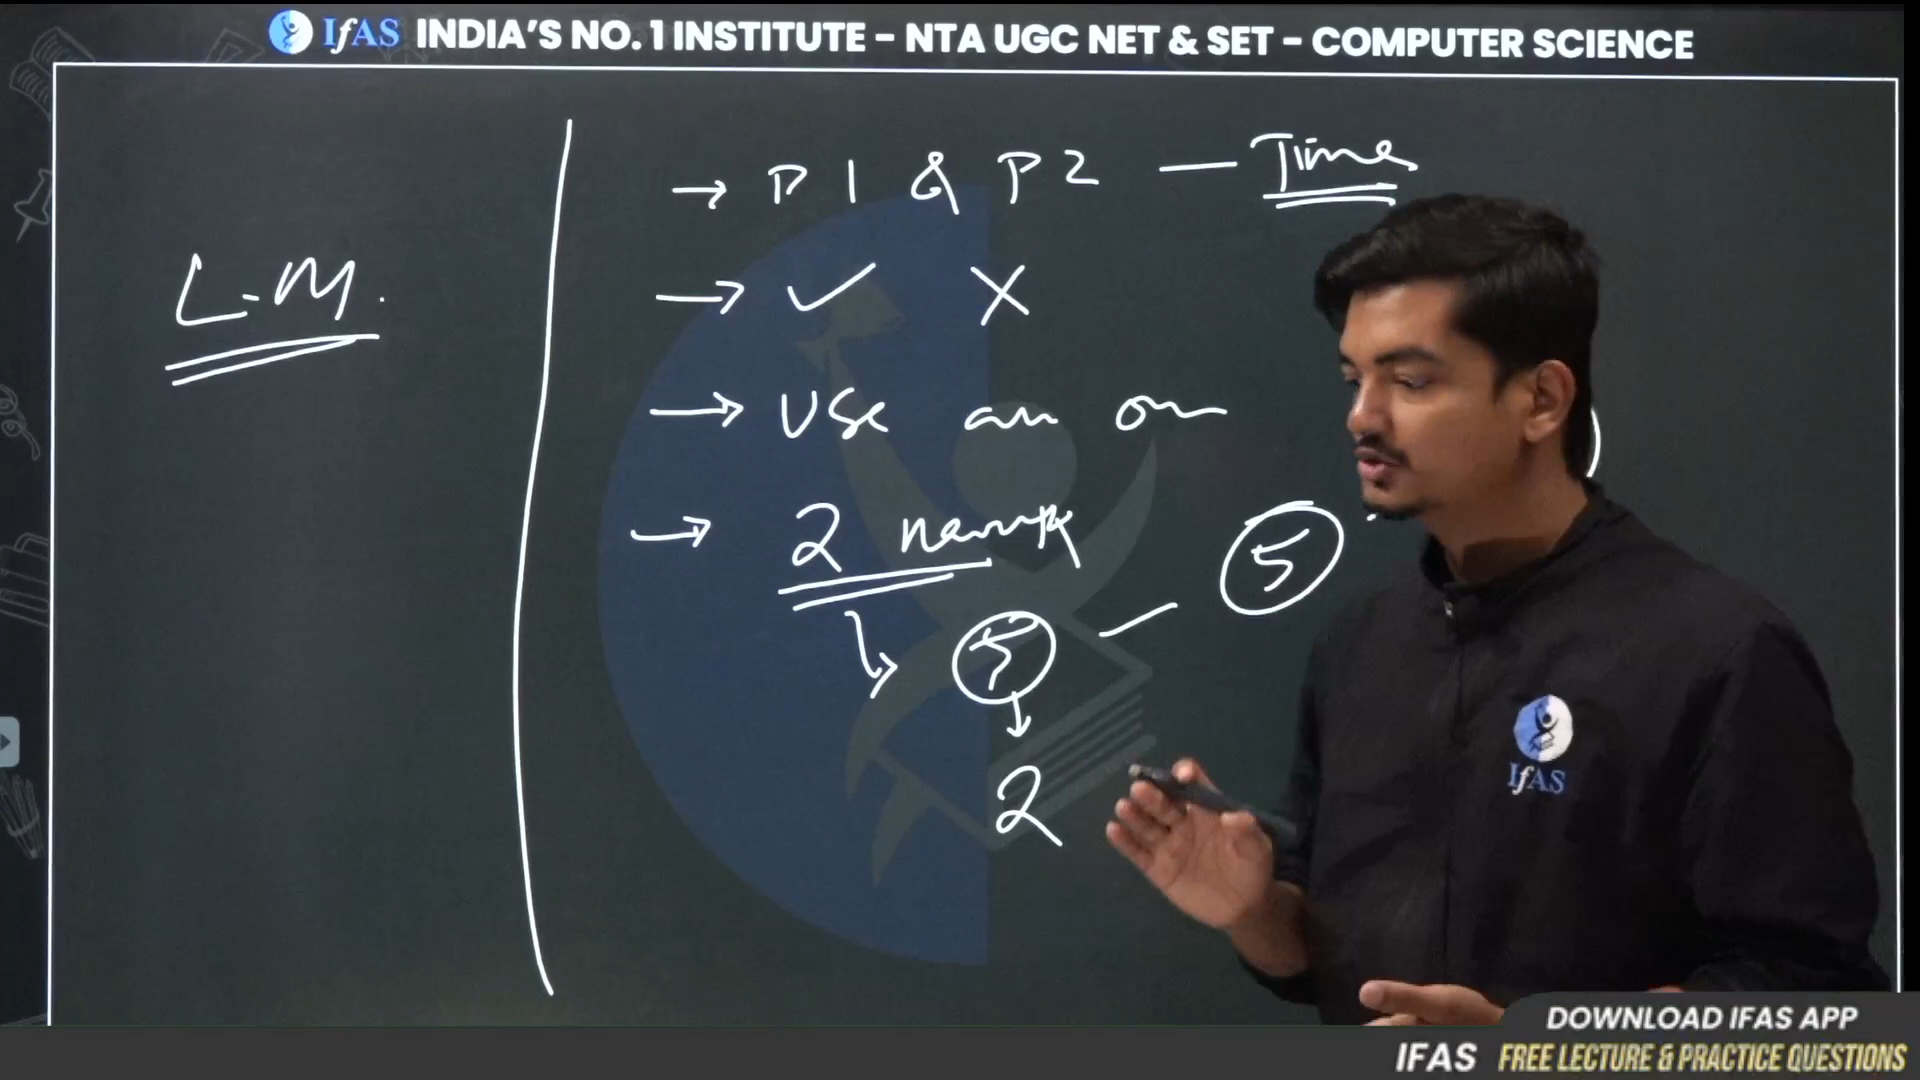 IfAS INDIA'S NO. 1 INSTITUTE – NTA UGC NET & SET – COMPUTER SCIENCE
→ P1 & P2 — Time
L.M.
→ ✓ X
→ Use an on
→ 2
5
5
2
IfAS
DOWNLOAD IFAS APP
IFAS FREE LECTURE & PRACTICE QUESTIONS